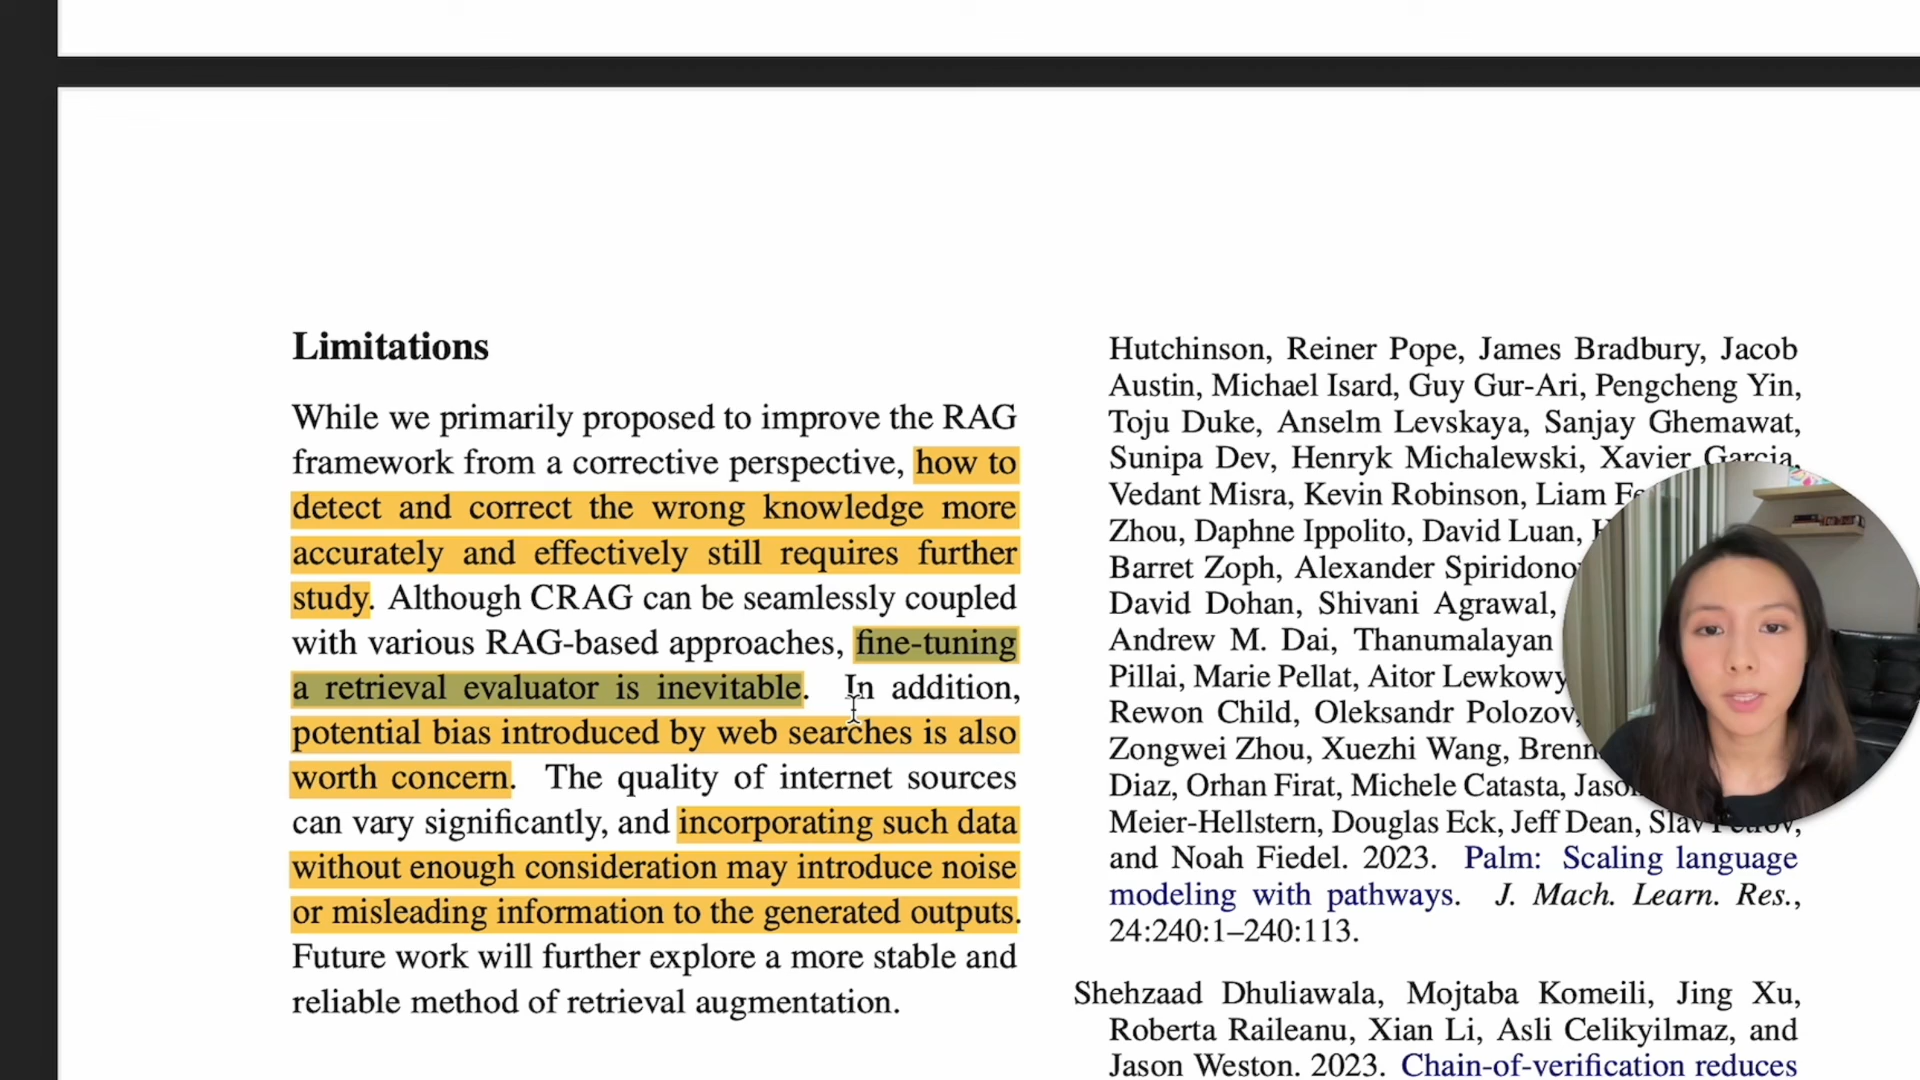 Limitations
While we primarily proposed to improve the RAG
framework from a corrective perspective, how to
detect and correct the wrong knowledge more
accurately and effectively still requires further
study. Although CRAG can be seamlessly coupled
with various RAG-based approaches, fine-tuning
a retrieval evaluator is inevitable. In addition,
potential bias introduced by web searches is also
worth concern. The quality of internet sources
can vary significantly, and incorporating such data
without enough consideration may introduce noise
or misleading information to the generated outputs.
Future work will further explore a more stable and
reliable method of retrieval augmentation.
Hutchinson, Reiner Pope, James Bradbury, Jacob
Austin, Michael Isard, Guy Gur-Ari, Pengcheng Yin,
Toju Duke, Anselm Levskaya, Sanjay Ghemawat,
Sunipa Dev, Henryk Michalewski, Xavier Garcia,
Vedant Misra, Kevin Robinson, Liam
Zhou, Daphne Ippolito, David Luan,
Barret Zoph, Alexander
David Dohan, Shivani Agrawal,
Andrew M. Dai, Thanumalayan
Pillai, Marie Pellat, Aitor
Rewon Child, Oleksandr Polozov,
Zongwei Zhou, Xuezhi Wang,
Diaz, Orhan Firat, Michele Catasta,
Meier-Hellstern, Douglas Eck, Jeff Dean, Slav Petrov,
and Noah Fiedel. 2023. Palm: Scaling language
modeling with pathways. J. Mach. Learn. Res.,
24:240:1–240:113.
Shehzaad Dhuliawala, Mojtaba Komeili, Jing Xu,
Roberta Raileanu, Xian Li, Asli Celikyilmaz, and
Jason Weston. 2023. Chain-of-verification reduces